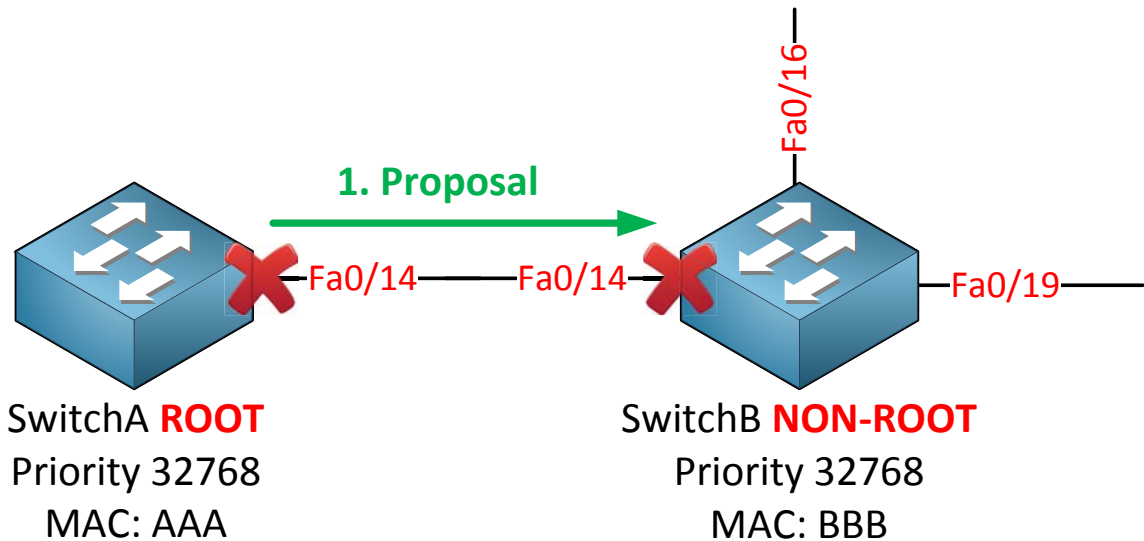 Fa0/16
1. Proposal
Fa0/14
Fa0/14
Fa0/19
SwitchA ROOT
Priority 32768
MAC: AAA
SwitchB NON-ROOT
Priority 32768
MAC: BBB